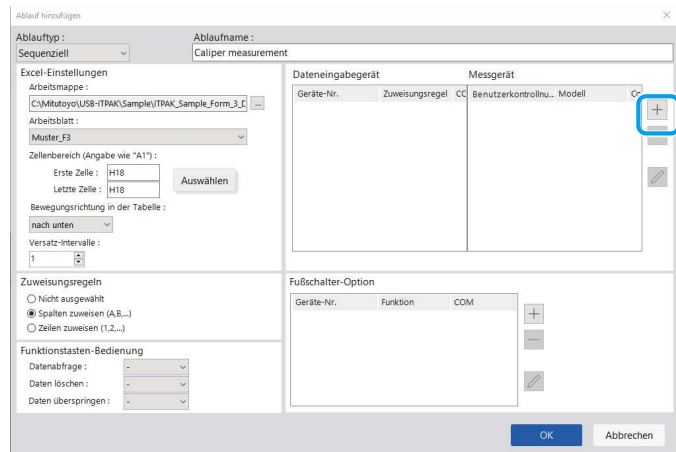 Ablauf hinzufügen
Ablauftyp :
Ablaufname :
Sequenziell
Caliper measurement
Excel-Einstellungen
Arbeitsmappe :
C:\Mitutoyo\USB-ITPAK\Sample\ITPAK_Sample_Form_3_D
...
Arbeitsblatt :
Muster_F3
Zellenbereich (Angabe wie "A1") :
Erste Zelle :
H18
Letzte Zelle :
H18
Auswählen
Bewegungsrichtung in der Tabelle :
nach unten
Versatz-Intervalle :
1
Dateneingabegerät
Messgerät
Geräte-Nr.
Zuweisungsregel
CC
Benutzerkontrollnu...
Modell
Co
Zuweisungsregeln
Nicht ausgewählt
Spalten zuweisen (A,B,...)
Zeilen zuweisen (1,2,...)
Funktionstasten-Bedienung
Datenabfrage :
-
Daten löschen :
-
Daten überspringen :
-
Fußschalter-Option
Geräte-Nr.
Funktion
COM
OK
Abbrechen